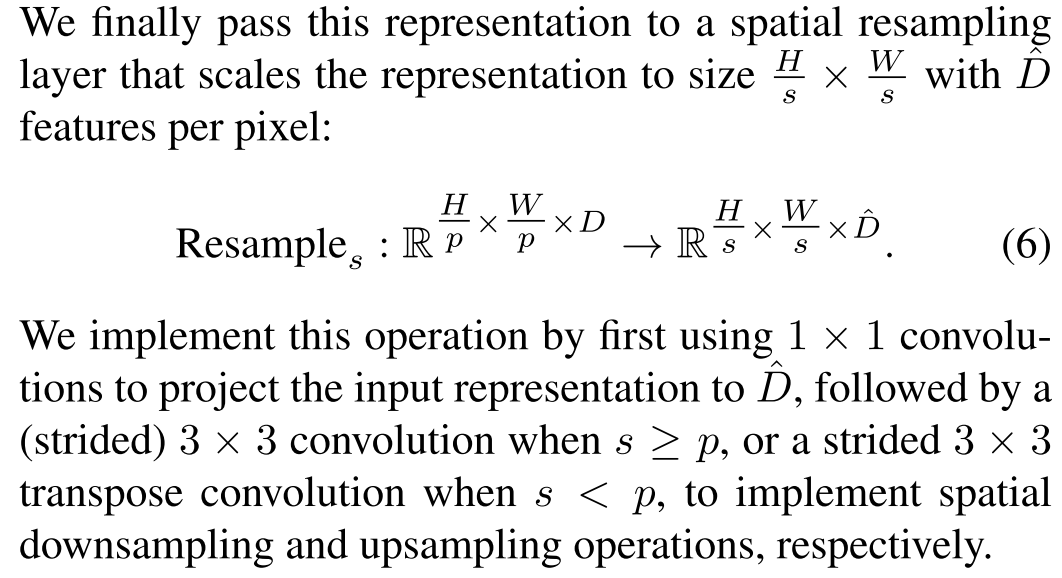 We finally pass this representation to a spatial resampling
layer that scales the representation to size $\frac{H}{s} \times \frac{W}{s}$ with $\hat{D}$
features per pixel:
$\text{Resample}_s : \mathbb{R}^{\frac{H}{p} \times \frac{W}{p} \times D} \to \mathbb{R}^{\frac{H}{s} \times \frac{W}{s} \times \hat{D}}.$ (6)
We implement this operation by first using $1 \times 1$ convolu-
tions to project the input representation to $\hat{D}$, followed by a
(strided) $3 \times 3$ convolution when $s \geq p$, or a strided $3 \times 3$
transpose convolution when $s < p$, to implement spatial
downsampling and upsampling operations, respectively.